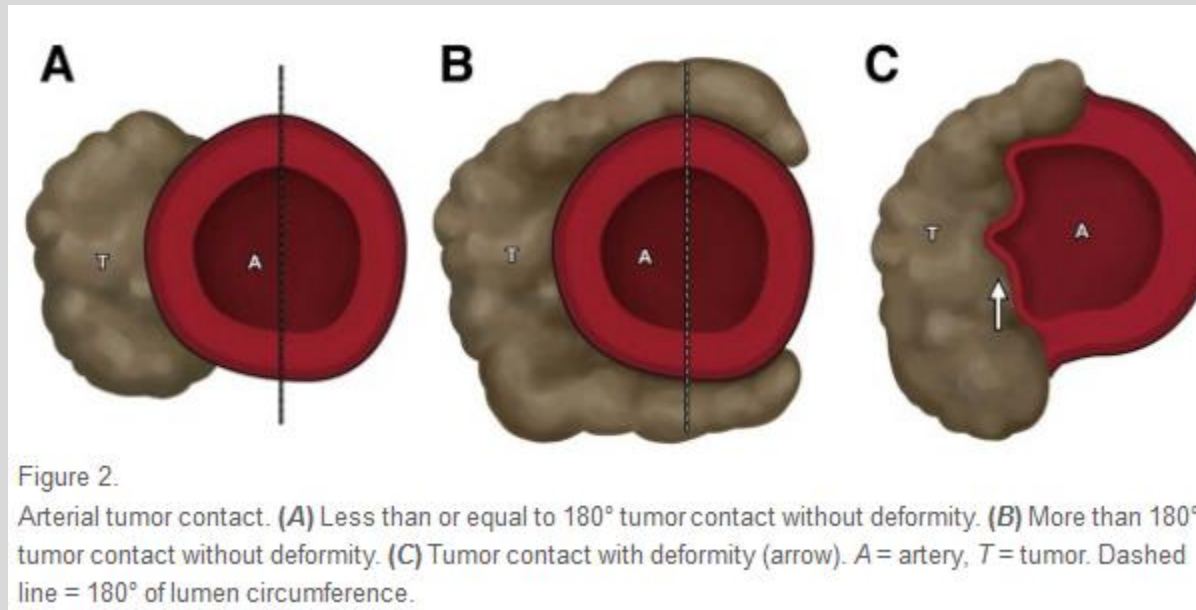 A B C
T A T A T A
Figure 2.
Arterial tumor contact. (A) Less than or equal to 180° tumor contact without deformity. (B) More than 180°
tumor contact without deformity. (C) Tumor contact with deformity (arrow). A = artery, T = tumor. Dashed
line = 180° of lumen circumference.